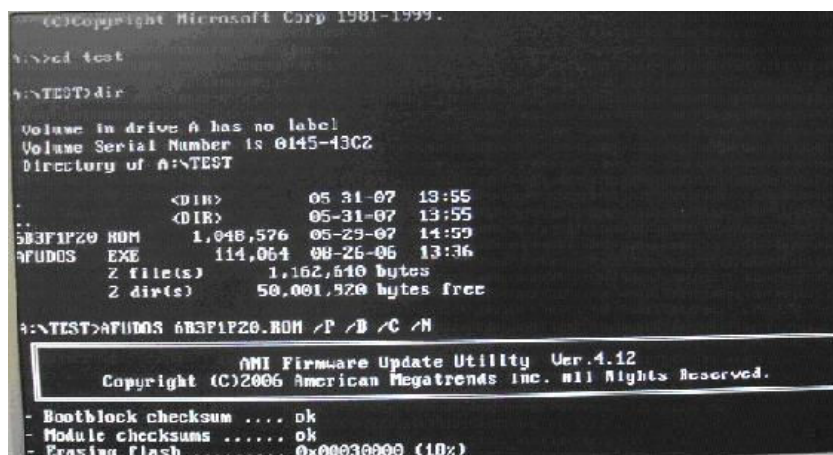 (C)Copyright Microsoft Corp 1981-1999.
A:\>cd test
A:\TEST>dir
Volume in drive A has no label
Volume Serial Number is 0145-43C2
Directory of A:\TEST
. <DIR> 05-31-07 13:55
.. <DIR> 05-31-07 13:55
6B3F1P20 ROM 1,048,576 05-29-07 14:59
AFUDOS EXE 114,064 08-26-06 13:36
2 file(s) 1,162,640 bytes
2 dir(s) 50,001,920 bytes free
A:\TEST>AFUDOS 6B3F1P20.ROM /P /B /C /N
AMI Firmware Update Utility Ver.4.12
Copyright (C)2006 American Megatrends Inc. All Rights Reserved.
- Bootblock checksum .... ok
- Module checksums ...... ok
- Erasing flash .......... 0x00030000 (18%)